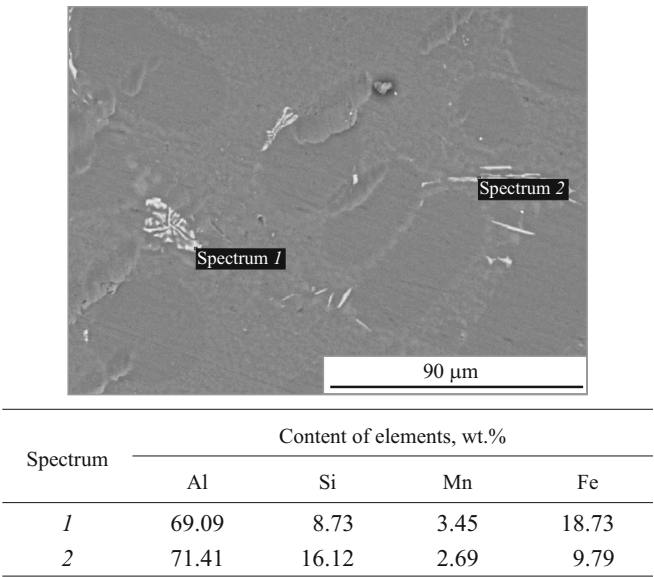 Spectrum 2
Spectrum 1
90 μm
Content of elements, wt.%
Spectrum
Al Si Mn Fe
1 69.09 8.73 3.45 18.73
2 71.41 16.12 2.69 9.79